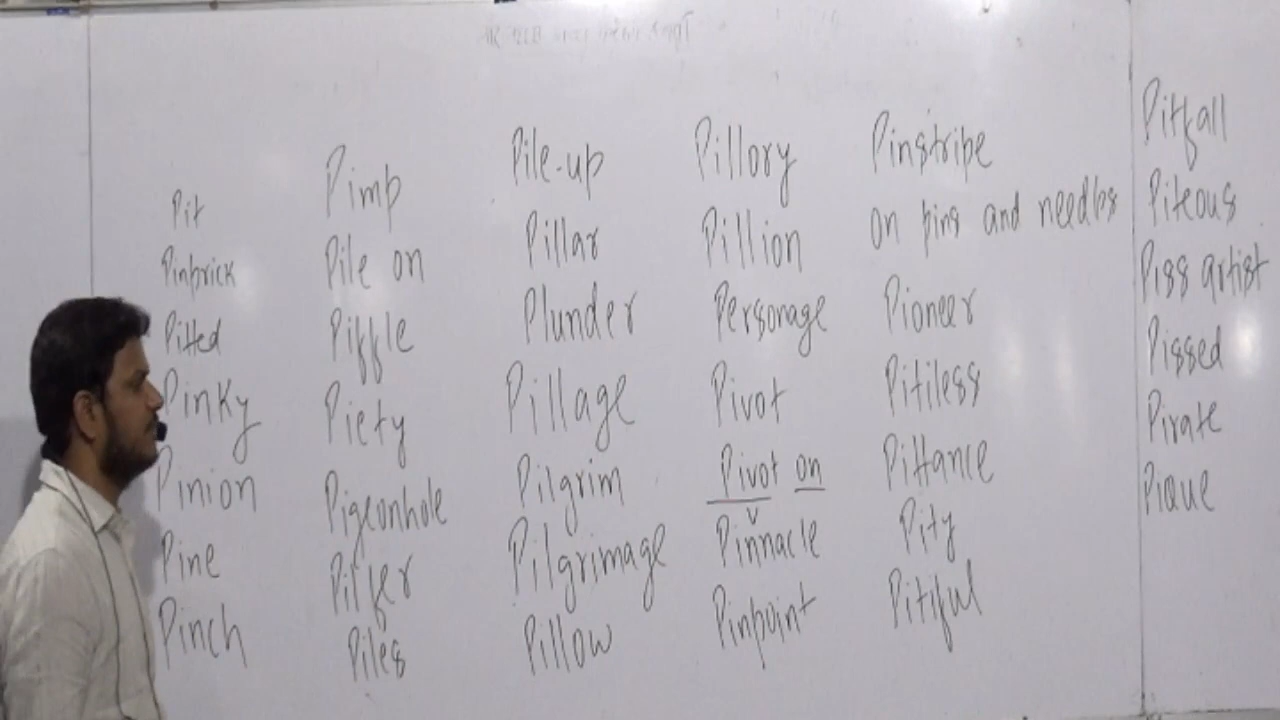 Pit
Pinprick
Pitted
Pinky
Pinion
Pine
Pinch
Pimp
Pile on
Piffle
Piety
Pigeonhole
Pilfer
Piles
Pile-up
Pillar
Plunder
Pillage
Pilgrim
Pilgrimage
Pillow
Pillory
Pillion
Personage
Pivot
Pivot on
v
Pinnacle
Pinpoint
Pinstripe
on pins and needles
Pioneer
Pitiless
Pittance
Pity
Pitiful
Pitfall
Piteous
Piss artist
Pissed
Pirate
Pique